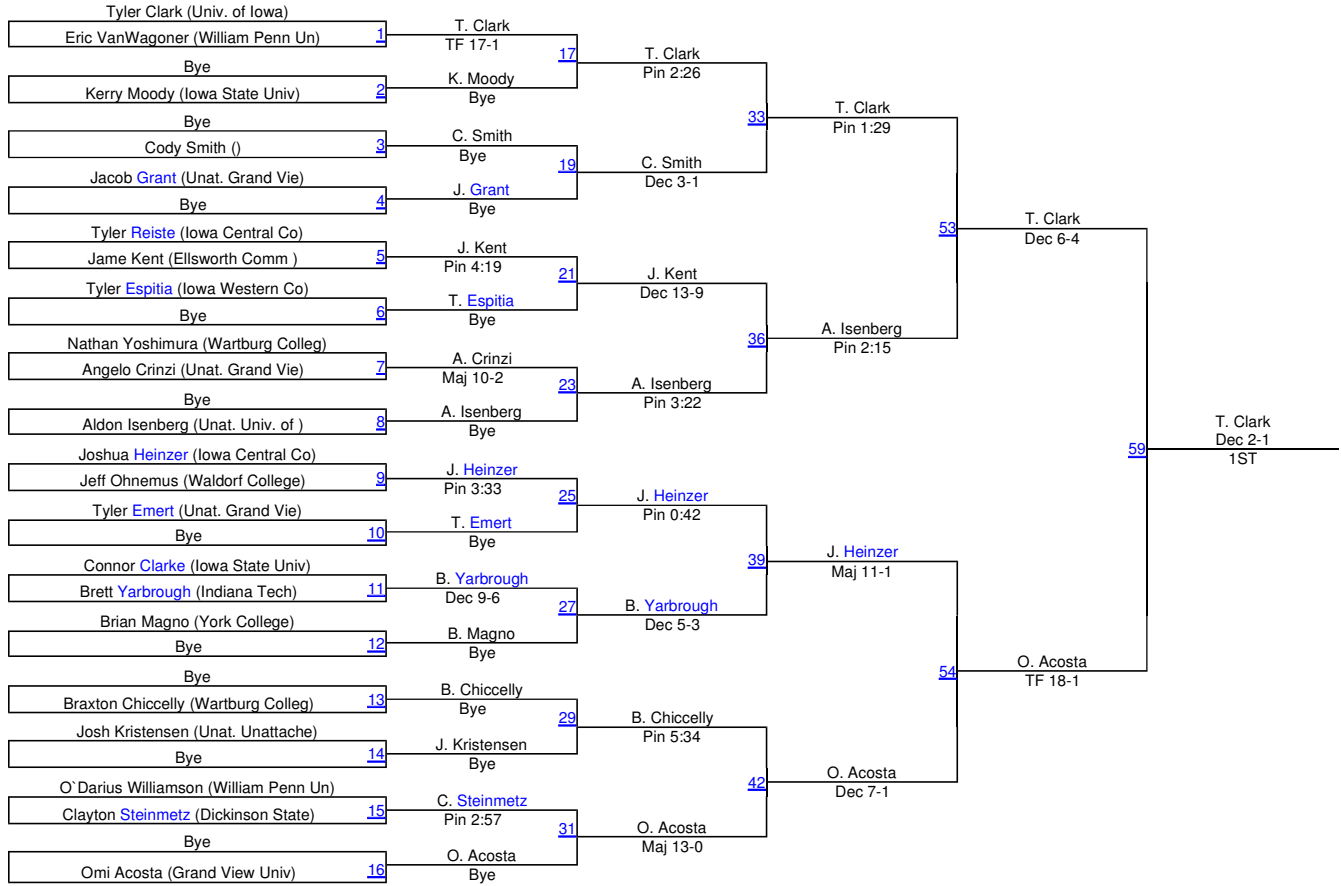 Tyler Clark (Univ. of Iowa)
Eric VanWagoner (William Penn Un)
1
Bye
Kerry Moody (Iowa State Univ)
2
Bye
Cody Smith ()
3
Jacob Grant (Unat. Grand Vie)
Bye
4
Tyler Reiste (Iowa Central Co)
Jame Kent (Ellsworth Comm )
5
Tyler Espitia (Iowa Western Co)
Bye
6
Nathan Yoshimura (Wartburg Colleg)
Angelo Crinzi (Unat. Grand Vie)
7
Bye
Aldon Isenberg (Unat. Univ. of )
8
Joshua Heinzer (Iowa Central Co)
Jeff Ohnemus (Waldorf College)
9
Tyler Emert (Unat. Grand Vie)
Bye
10
Connor Clarke (Iowa State Univ)
Brett Yarbrough (Indiana Tech)
11
Brian Magno (York College)
Bye
12
Bye
Braxton Chiccelly (Wartburg Colleg)
13
Josh Kristensen (Unat. Unattache)
Bye
14
O`Darius Williamson (William Penn Un)
Clayton Steinmetz (Dickinson State)
15
Bye
Omi Acosta (Grand View Univ)
16
T. Clark
TF 17-1
17
K. Moody
Bye
C. Smith
Bye
19
J. Grant
Bye
J. Kent
Pin 4:19
21
T. Espitia
Bye
A. Crinzi
Maj 10-2
23
A. Isenberg
Bye
J. Heinzer
Pin 3:33
25
T. Emert
Bye
B. Yarbrough
Dec 9-6
27
B. Magno
Bye
B. Chiccelly
Bye
29
J. Kristensen
Bye
C. Steinmetz
Pin 2:57
31
O. Acosta
Bye
T. Clark
Pin 2:26
33
C. Smith
Dec 3-1
J. Kent
Dec 13-9
36
A. Isenberg
Pin 3:22
J. Heinzer
Pin 0:42
39
B. Yarbrough
Dec 5-3
B. Chiccelly
Pin 5:34
42
O. Acosta
Maj 13-0
T. Clark
Pin 1:29
53
A. Isenberg
Pin 2:15
J. Heinzer
Maj 11-1
54
O. Acosta
Dec 7-1
T. Clark
Dec 6-4
59
O. Acosta
TF 18-1
T. Clark
Dec 2-1
1ST